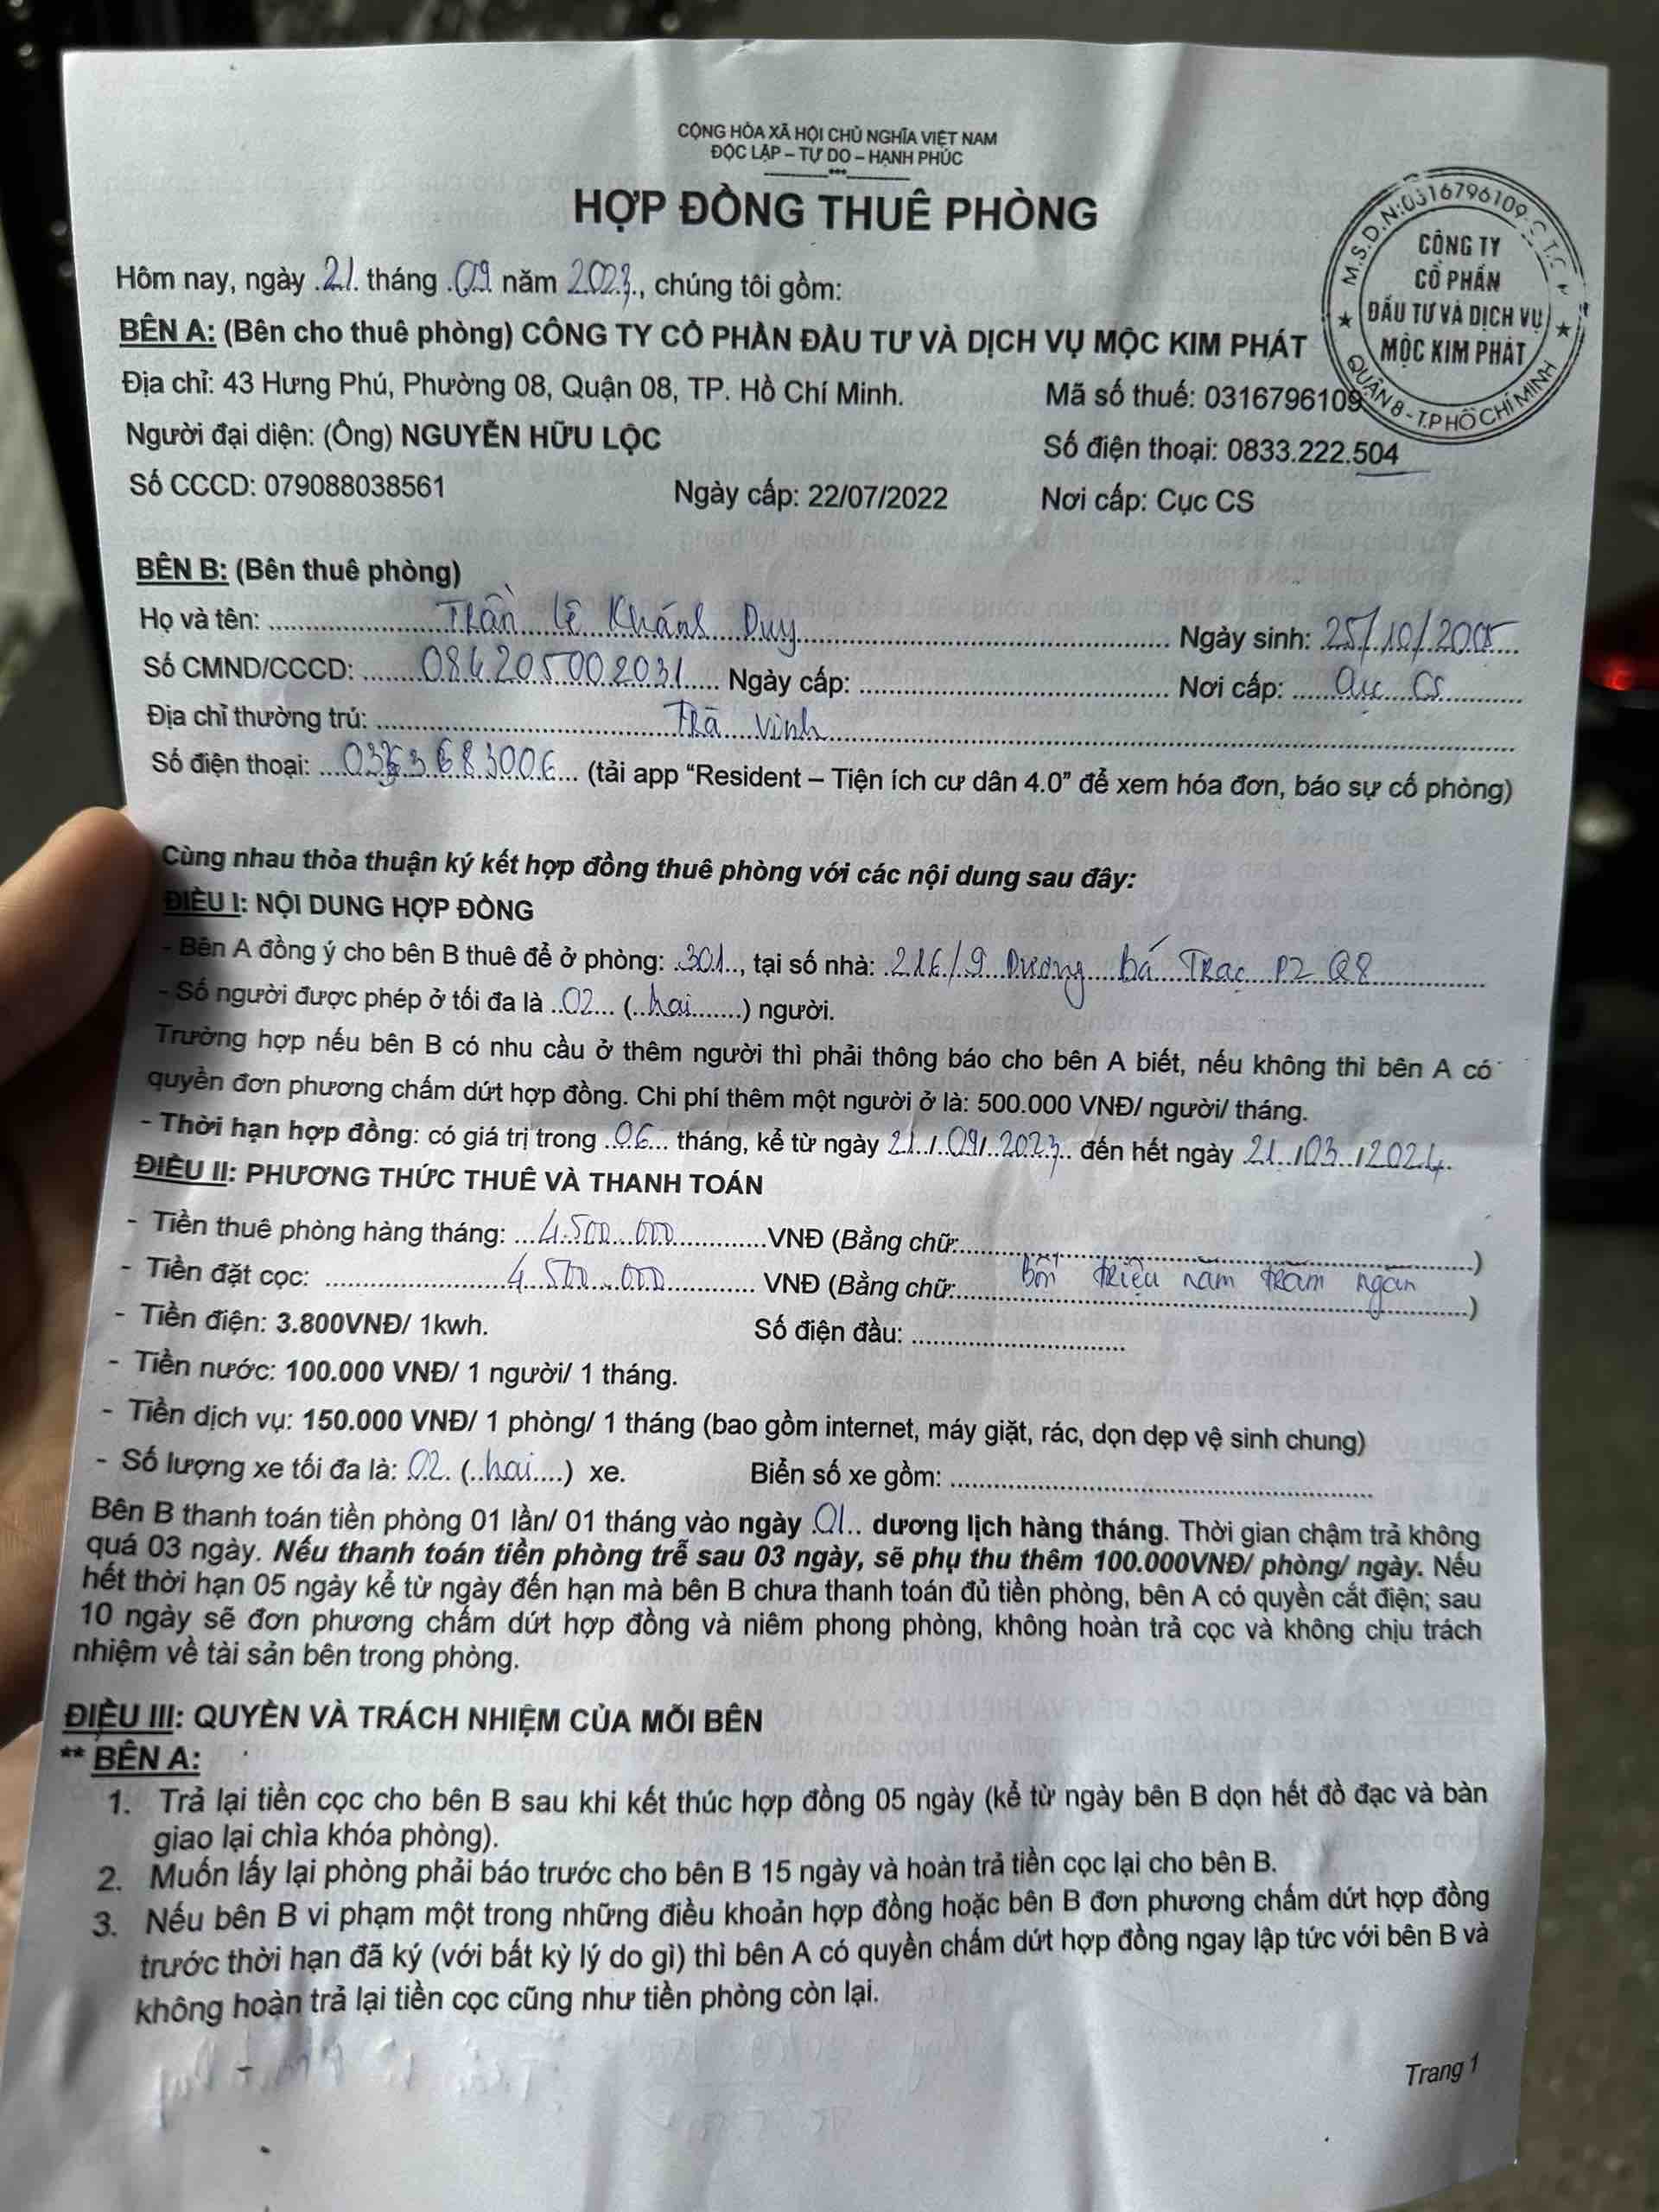 CỘNG HÒA XÃ HỘI CHỦ NGHĨA VIỆT NAM
ĐỘC LẬP – TỰ DO – HẠNH PHÚC
***
HỢP ĐỒNG THUÊ PHÒNG
M.S.D.N:0316796109-C.T.C.P
CÔNG TY
CỔ PHẦN
ĐẦU TƯ VÀ DỊCH VỤ
MỘC KIM PHÁT
QUẬN 8 - T.P HỒ CHÍ MINH
Hôm nay, ngày 21 tháng 09 năm 2023, chúng tôi gồm:
BÊN A: (Bên cho thuê phòng) CÔNG TY CỔ PHẦN ĐẦU TƯ VÀ DỊCH VỤ MỘC KIM PHÁT
Địa chỉ: 43 Hưng Phú, Phường 08, Quận 08, TP. Hồ Chí Minh. Mã số thuế: 0316796109
Người đại diện: (Ông) NGUYỄN HỮU LỘC Số điện thoại: 0833.222.504
Số CCCD: 079088038561 Ngày cấp: 22/07/2022 Nơi cấp: Cục CS
BÊN B: (Bên thuê phòng)
Họ và tên: Trần Lê Khánh Duy Ngày sinh: 25/10/2005
Số CMND/CCCD: 084205002031 Ngày cấp: Nơi cấp: Cục CS
Địa chỉ thường trú: Trà Vinh
Số điện thoại: (tải app “Resident – Tiện ích cư dân 4.0” để xem hóa đơn, báo sự cố phòng)
Cùng nhau thỏa thuận ký kết hợp đồng thuê phòng với các nội dung sau đây:
ĐIỀU I: NỘI DUNG HỢP ĐỒNG
- Bên A đồng ý cho bên B thuê để ở phòng: 301, tại số nhà: 216/9 Dương bá Trạc P2 Q8
- Số người được phép ở tối đa là 02 (hai) người.
Trường hợp nếu bên B có nhu cầu ở thêm người thì phải thông báo cho bên A biết, nếu không thì bên A có
quyền đơn phương chấm dứt hợp đồng. Chi phí thêm một người ở là: 500.000 VNĐ/ người/ tháng.
- Thời hạn hợp đồng: có giá trị trong 06 tháng, kể từ ngày 21/09/2023 đến hết ngày 21/03/2024
ĐIỀU II: PHƯƠNG THỨC THUÊ VÀ THANH TOÁN
- Tiền thuê phòng hàng tháng: 4.500.000 VNĐ (Bằng chữ: )
- Tiền đặt cọc: 4.500.000 VNĐ (Bằng chữ: Bốn triệu năm trăm ngàn )
- Tiền điện: 3.800VNĐ/ 1kwh. Số điện đầu:
- Tiền nước: 100.000 VNĐ/ 1 người/ 1 tháng.
- Tiền dịch vụ: 150.000 VNĐ/ 1 phòng/ 1 tháng (bao gồm internet, máy giặt, rác, dọn dẹp vệ sinh chung)
- Số lượng xe tối đa là: 02 (hai) xe. Biển số xe gồm:
Bên B thanh toán tiền phòng 01 lần/ 01 tháng vào ngày 01 dương lịch hàng tháng. Thời gian chậm trả không
quá 03 ngày. Nếu thanh toán tiền phòng trễ sau 03 ngày, sẽ phụ thu thêm 100.000VNĐ/ phòng/ ngày. Nếu
hết thời hạn 05 ngày kể từ ngày đến hạn mà bên B chưa thanh toán đủ tiền phòng, bên A có quyền cắt điện; sau
10 ngày sẽ đơn phương chấm dứt hợp đồng và niêm phong phòng, không hoàn trả cọc và không chịu trách
nhiệm về tài sản bên trong phòng.
ĐIỀU III: QUYỀN VÀ TRÁCH NHIỆM CỦA MỖI BÊN
** BÊN A:
1. Trả lại tiền cọc cho bên B sau khi kết thúc hợp đồng 05 ngày (kể từ ngày bên B dọn hết đồ đạc và bàn
giao lại chìa khóa phòng).
2. Muốn lấy lại phòng phải báo trước cho bên B 15 ngày và hoàn trả tiền cọc lại cho bên B.
3. Nếu bên B vi phạm một trong những điều khoản hợp đồng hoặc bên B đơn phương chấm dứt hợp đồng
trước thời hạn đã ký (với bất kỳ lý do gì) thì bên A có quyền chấm dứt hợp đồng ngay lập tức với bên B và
không hoàn trả lại tiền cọc cũng như tiền phòng còn lại.
Trang 1